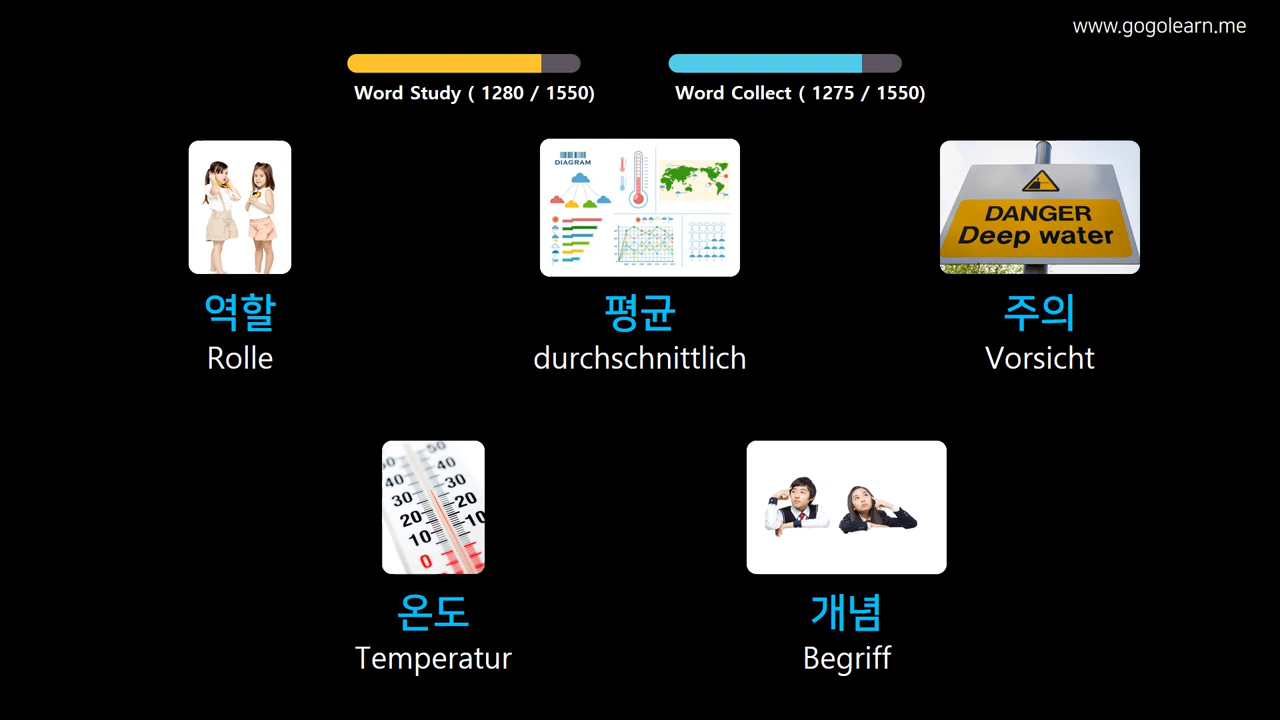 www.gogolearn.me
Word Study ( 1280 / 1550)
Word Collect ( 1275 / 1550)
DIAGRAM
DANGER
Deep water
역할
Rolle
평균
durchschnittlich
주의
Vorsicht
50
50
40
40
30
30
20
20
10
10
0
온도
Temperatur
개념
Begriff